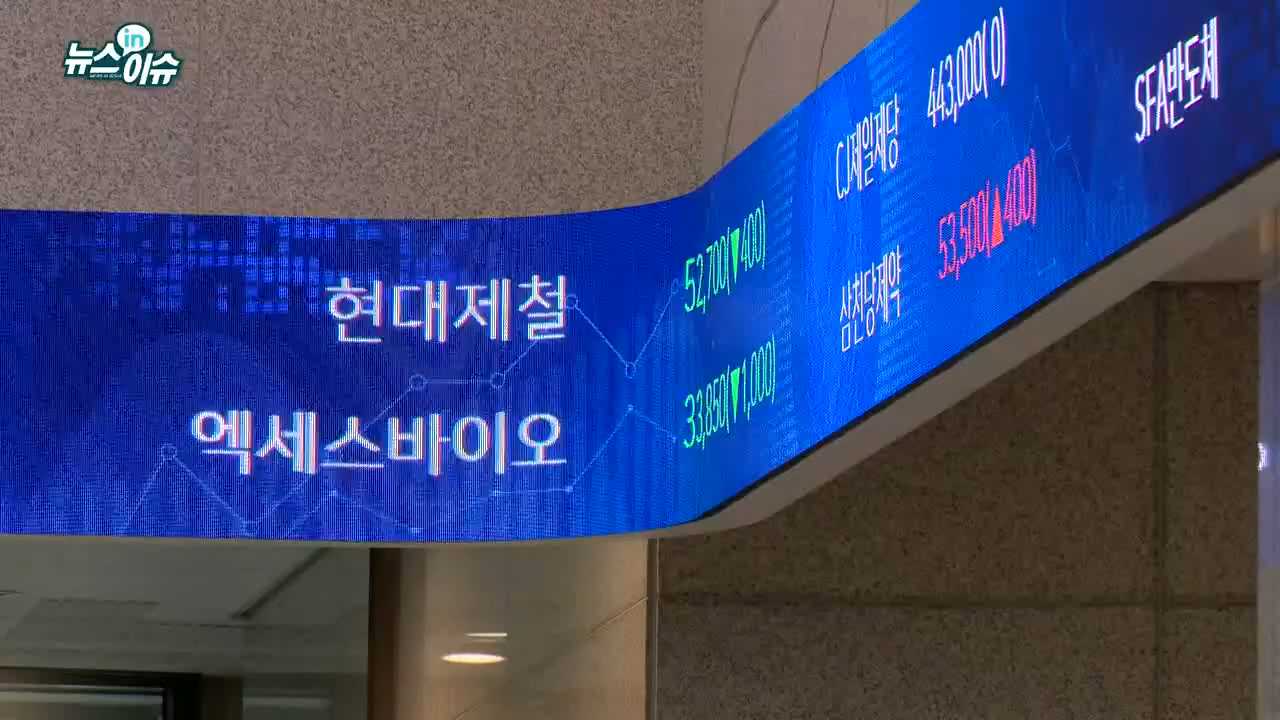 뉴스in이슈
현대제철 52,700(▼400)
엑세스바이오 33,850(▼1,000)
CJ제일제당 443,000( 0)
삼천당제약 53,500(▲400)
SFA반도체